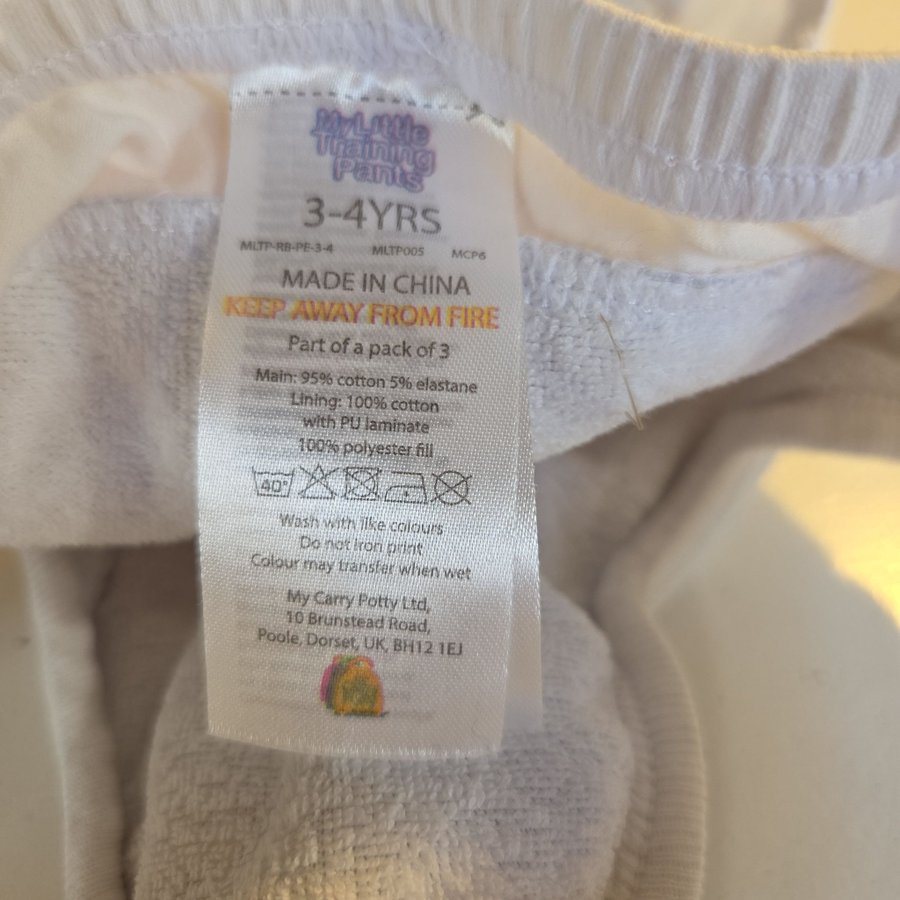 My Little
Training
Pants
3-4YRS
MLTP-RB-PE-3-4 MLTP005 MCP6
MADE IN CHINA
KEEP AWAY FROM FIRE
Part of a pack of 3
Main: 95% cotton 5% elastane
Lining: 100% cotton
with PU laminate
100% polyester fill
40°
Wash with like colours
Do not iron print
Colour may transfer when wet
My Carry Potty Ltd,
10 Brunstead Road,
Poole, Dorset, UK, BH12 1EJ